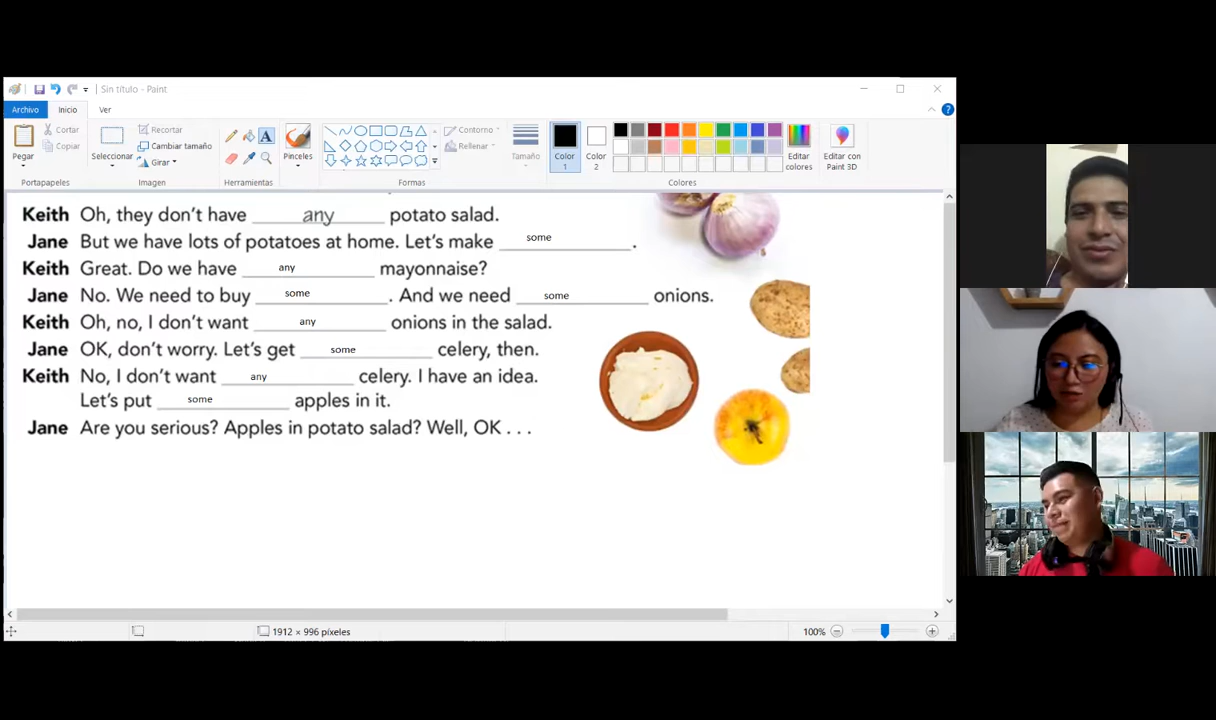 Sin título - Paint
Archivo Inicio Ver
Pegar Cortar Copiar
Seleccionar Recortar Cambiar tamaño Girar
Pinceles
Contorno Rellenar
Tamaño
Color 1 Color 2
Editar colores
Editar con Paint 3D
Portapapeles Imagen Herramientas Formas Colores
Keith Oh, they don't have any potato salad.
Jane But we have lots of potatoes at home. Let's make some .
Keith Great. Do we have any mayonnaise?
Jane No. We need to buy some . And we need some onions.
Keith Oh, no, I don't want any onions in the salad.
Jane OK, don't worry. Let's get some celery, then.
Keith No, I don't want any celery. I have an idea.
Let's put some apples in it.
Jane Are you serious? Apples in potato salad? Well, OK . . .
1912 × 996 píxeles 100%